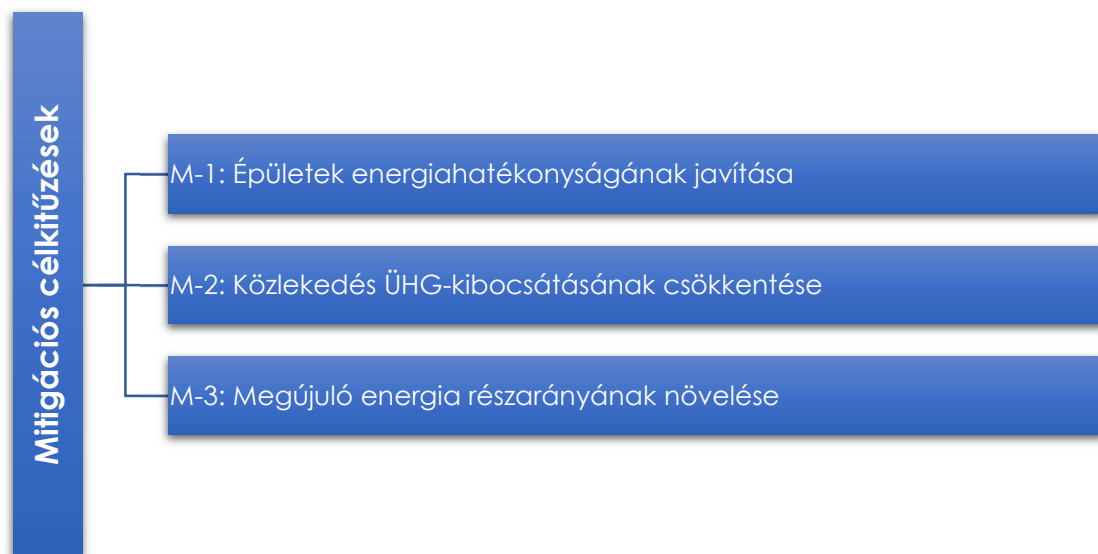 Mitigációs célkitűzések
M-1: Épületek energiahatékonyságának javítása
M-2: Közlekedés ÜHG-kibocsátásának csökkentése
M-3: Megújuló energia részarányának növelése